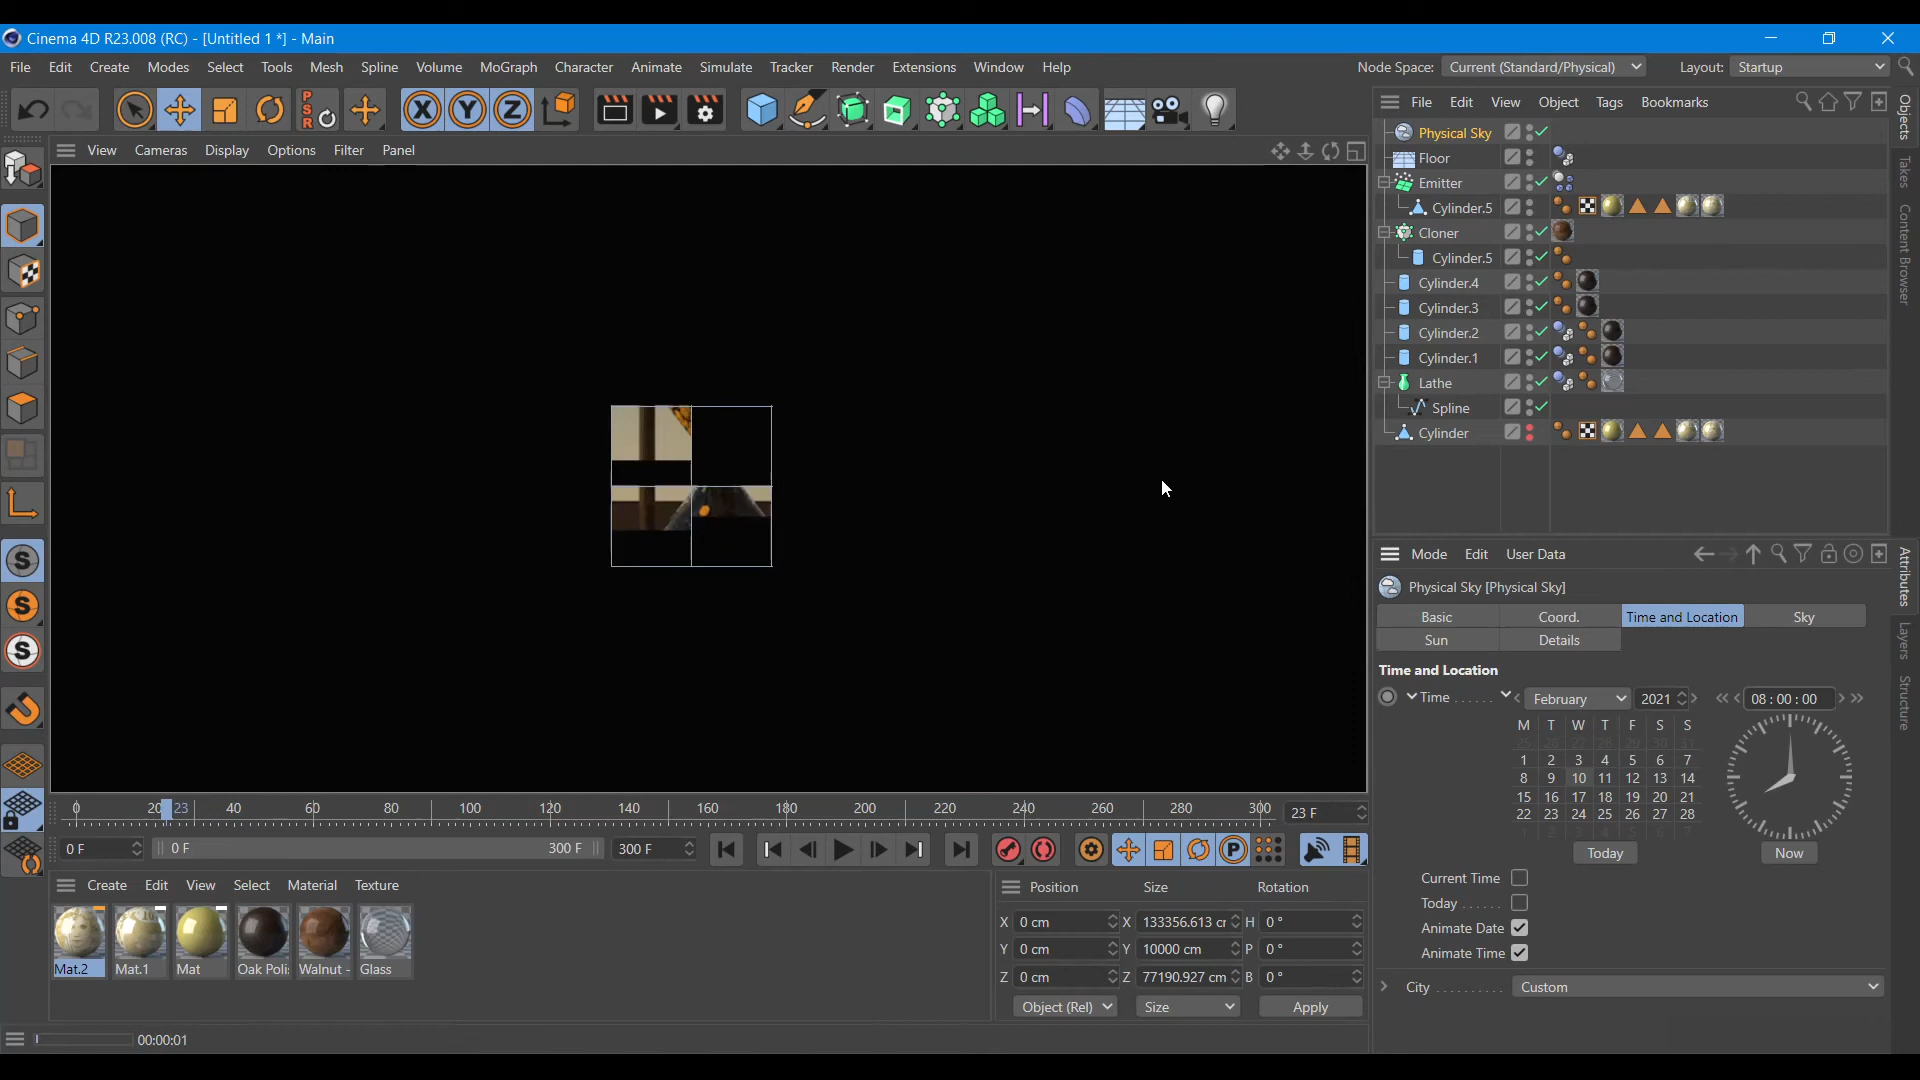 Cinema 4D R23.008 (RC) - [Untitled 1 *] - Main
File Edit Create Modes Select Tools Mesh Spline Volume MoGraph Character Animate Simulate Tracker Render Extensions Window Help
Node Space: Current (Standard/Physical) Layout: Startup
PSR X Y Z
File Edit View Object Tags Bookmarks
View Cameras Display Options Filter Panel
Physical Sky
Floor
Emitter
Cylinder.5
Cloner
Cylinder.5
Cylinder.4
Cylinder.3
Cylinder.2
Cylinder.1
Lathe
Spline
Cylinder
Objects
Takes
Content Browser
S
S
S
Mode Edit User Data
Physical Sky [Physical Sky]
Basic Coord. Time and Location Sky
Sun Details
Time and Location
Time February 2021 08 : 00 : 00
M T W T F S S
25 26 27 28 29 30 31
1 2 3 4 5 6 7
8 9 10 11 12 13 14
15 16 17 18 19 20 21
22 23 24 25 26 27 28
Today Now
Current Time
Today
Animate Date
Animate Time
City Custom
Attributes
Layers
Structure
0 20 23 40 60 80 100 120 140 160 180 200 220 240 260 280 300 23 F
0 F 0 F 300 F 300 F P
Create Edit View Select Material Texture
Mat.2 Mat.1 Mat Oak Poli Walnut - Glass
Position Size Rotation
X 0 cm X 133356.613 cr H 0 °
Y 0 cm Y 10000 cm P 0 °
Z 0 cm Z 77190.927 cm B 0 °
Object (Rel) Size Apply
00:00:01